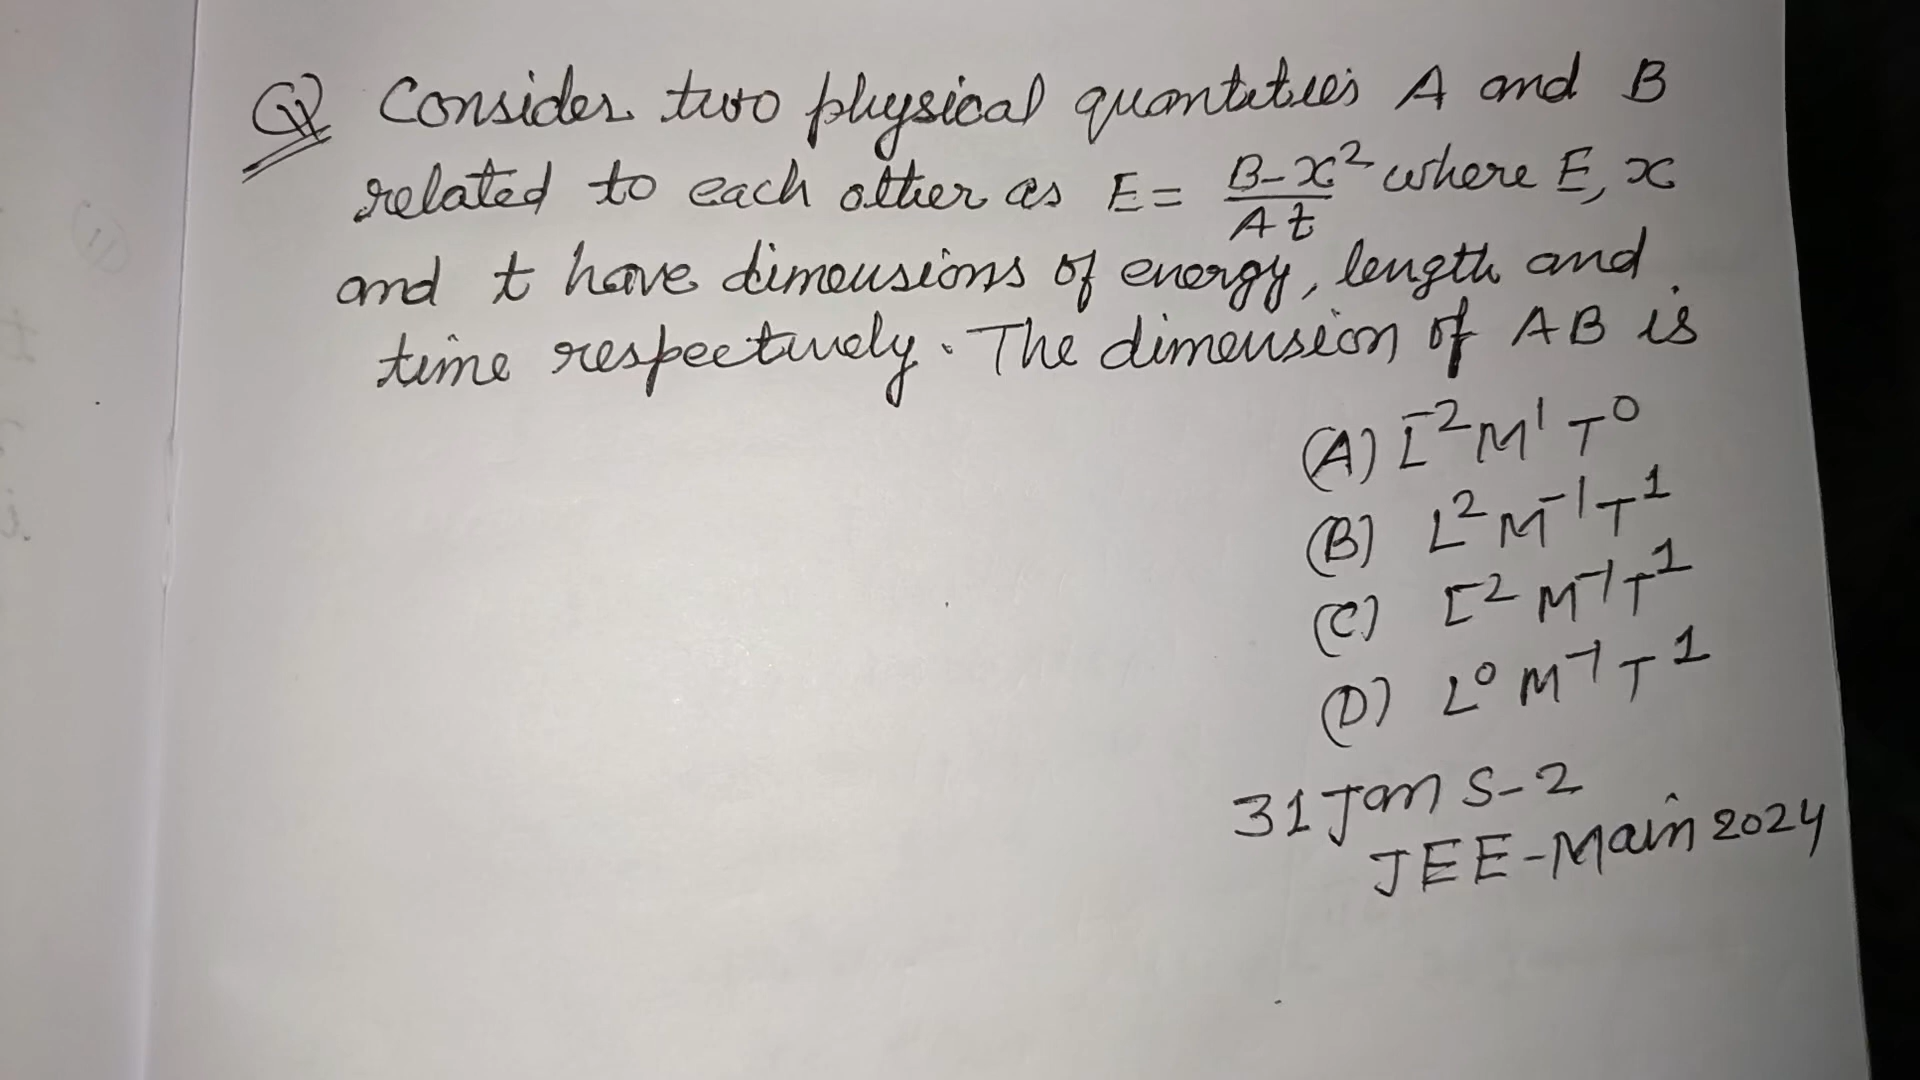 Q Consider two physical quantities A and B
related to each other as E = B-x²/At where E, x
and t have dimensions of energy, length and
time respectively. The dimension of AB is
(A) L⁻²M¹T⁰
(B) L²M⁻¹T¹
(C) L⁻²M⁻¹T¹
(D) L⁰M⁻¹T¹
31 Jan S-2
JEE-Main 2024